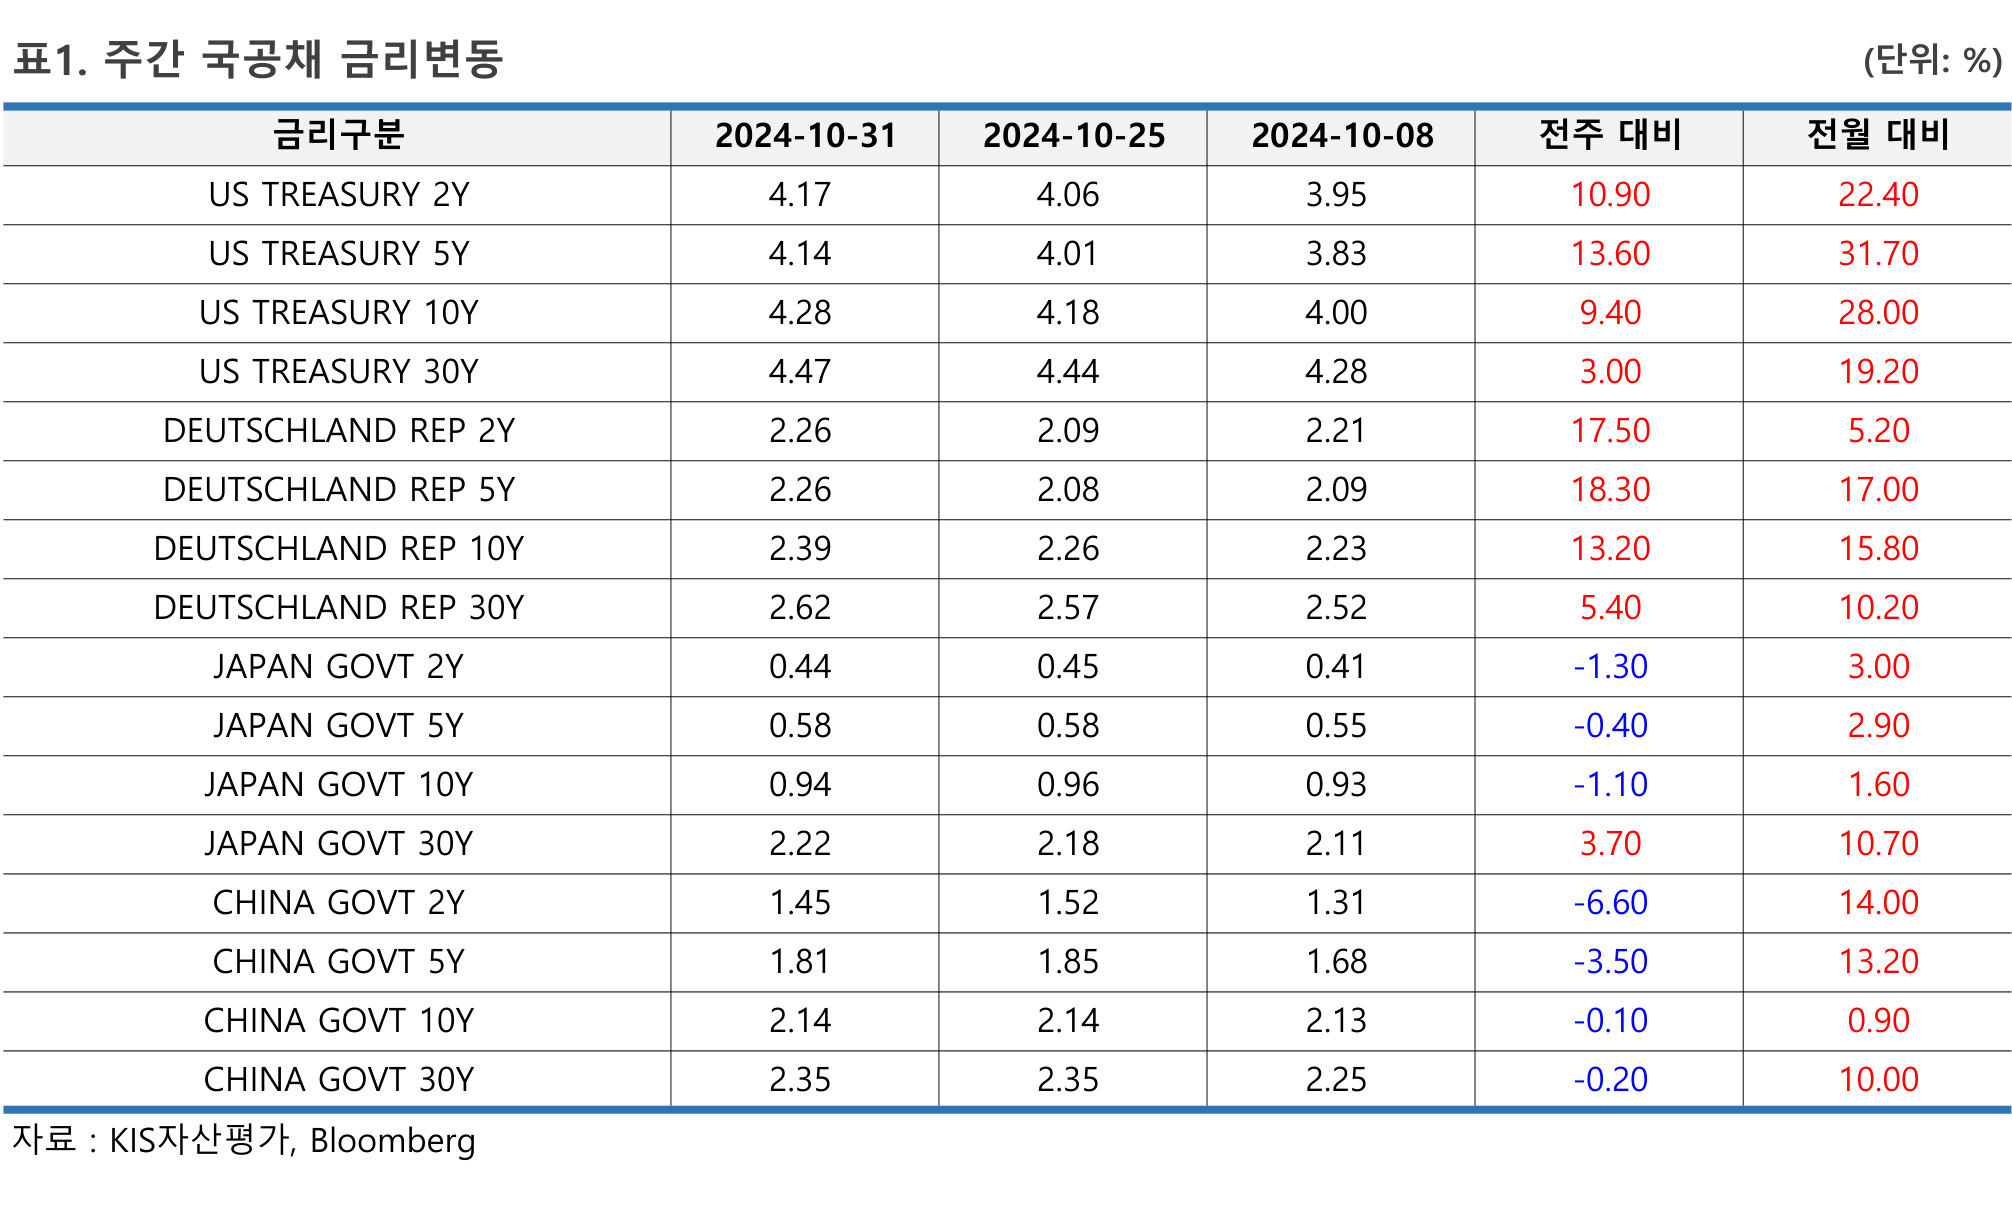 표1. 주간 국공채 금리변동 (단위: %)
금리구분 2024-10-31 2024-10-25 2024-10-08 전주 대비 전월 대비
US TREASURY 2Y 4.17 4.06 3.95 10.90 22.40
US TREASURY 5Y 4.14 4.01 3.83 13.60 31.70
US TREASURY 10Y 4.28 4.18 4.00 9.40 28.00
US TREASURY 30Y 4.47 4.44 4.28 3.00 19.20
DEUTSCHLAND REP 2Y 2.26 2.09 2.21 17.50 5.20
DEUTSCHLAND REP 5Y 2.26 2.08 2.09 18.30 17.00
DEUTSCHLAND REP 10Y 2.39 2.26 2.23 13.20 15.80
DEUTSCHLAND REP 30Y 2.62 2.57 2.52 5.40 10.20
JAPAN GOVT 2Y 0.44 0.45 0.41 -1.30 3.00
JAPAN GOVT 5Y 0.58 0.58 0.55 -0.40 2.90
JAPAN GOVT 10Y 0.94 0.96 0.93 -1.10 1.60
JAPAN GOVT 30Y 2.22 2.18 2.11 3.70 10.70
CHINA GOVT 2Y 1.45 1.52 1.31 -6.60 14.00
CHINA GOVT 5Y 1.81 1.85 1.68 -3.50 13.20
CHINA GOVT 10Y 2.14 2.14 2.13 -0.10 0.90
CHINA GOVT 30Y 2.35 2.35 2.25 -0.20 10.00
자료 : KIS자산평가, Bloomberg